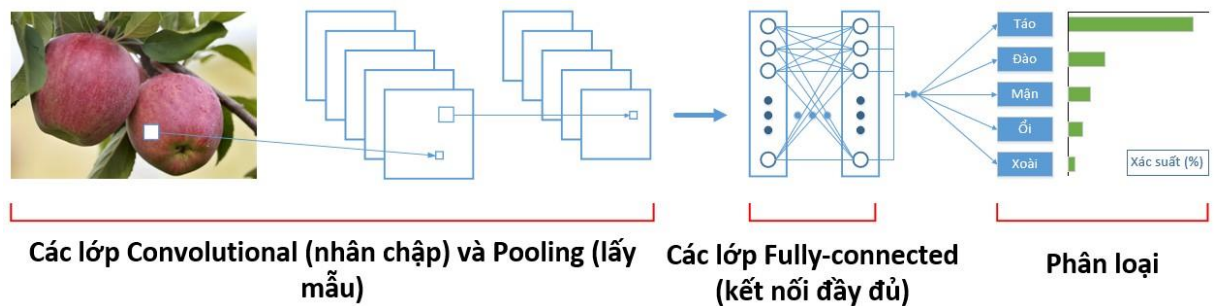 Táo
Đào
Mận
Ổi
Xoài
Xác suất (%)
Các lớp Convolutional (nhân chập) và Pooling (lấy
mẫu)
Các lớp Fully-connected
(kết nối đầy đủ)
Phân loại